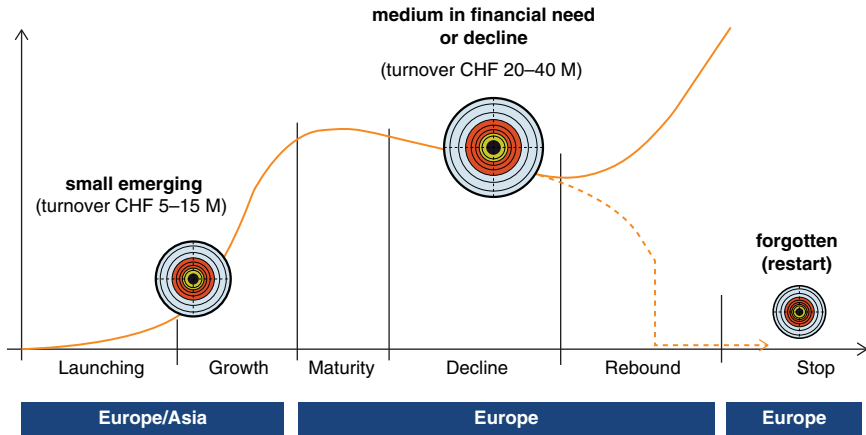 medium in financial need
or decline
(turnover CHF 20–40 M)
small emerging
(turnover CHF 5–15 M)
forgotten
(restart)
Launching
Growth
Maturity
Decline
Rebound
Stop
Europe/Asia
Europe
Europe